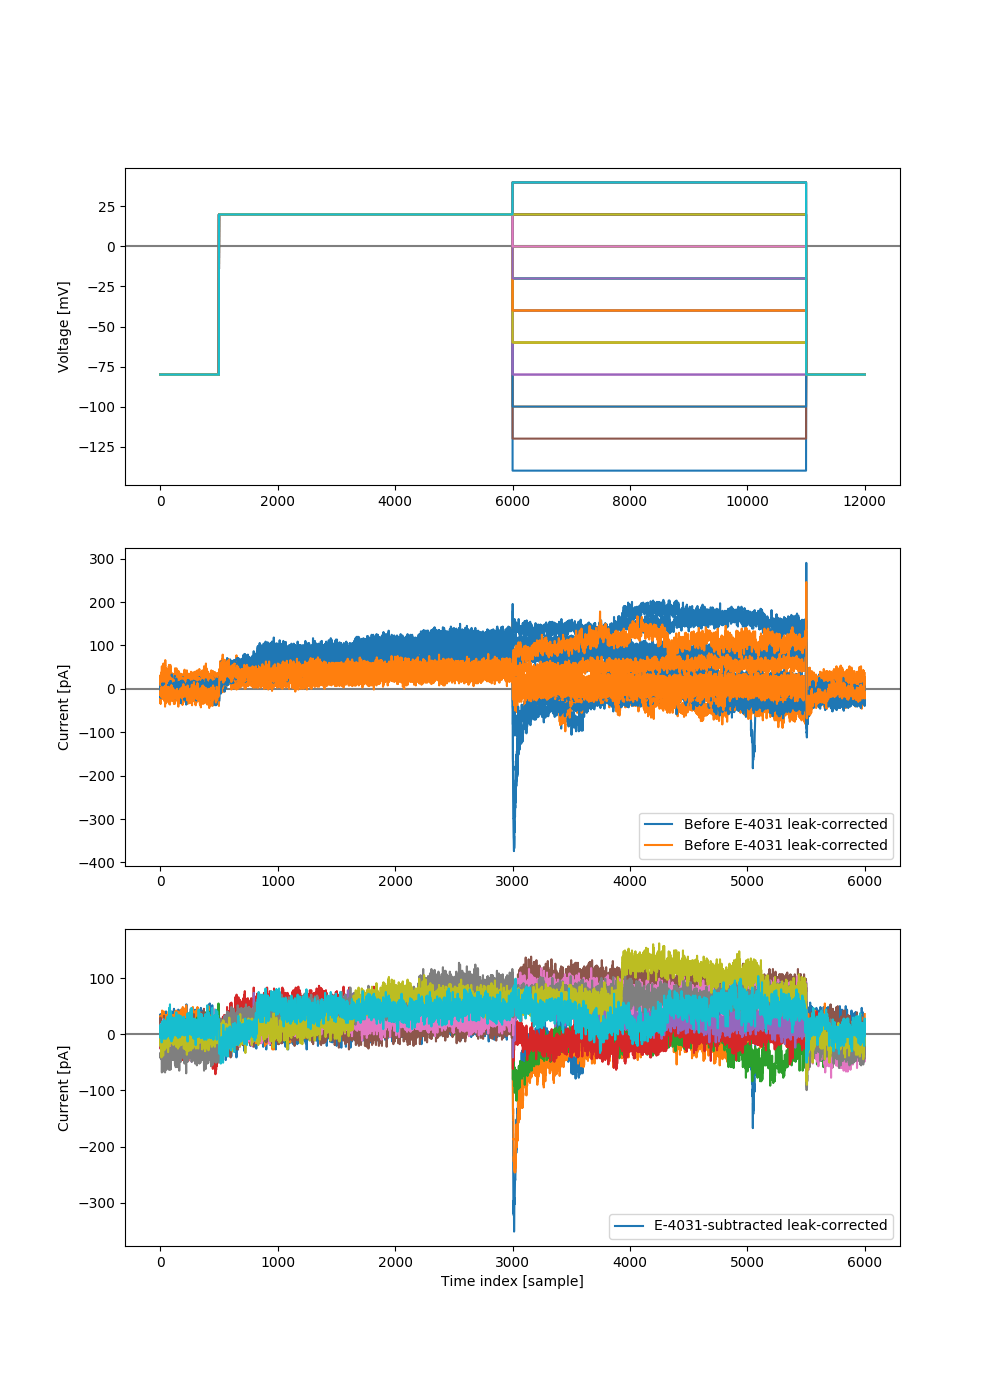 25
0
−25
−50
−75
−100
−125
Voltage [mV]
0 2000 4000 6000 8000 10000 12000
300
200
100
0
−100
−200
−300
−400
Current [pA]
Before E-4031 leak-corrected
Before E-4031 leak-corrected
0 1000 2000 3000 4000 5000 6000
100
0
−100
−200
−300
Current [pA]
E-4031-subtracted leak-corrected
0 1000 2000 3000 4000 5000 6000
Time index [sample]